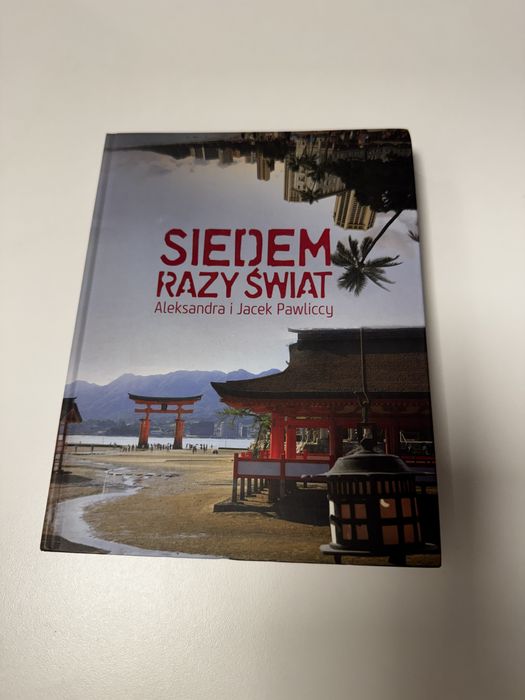 SIEDEM
RAZY ŚWIAT
Aleksandra i Jacek Pawliccy